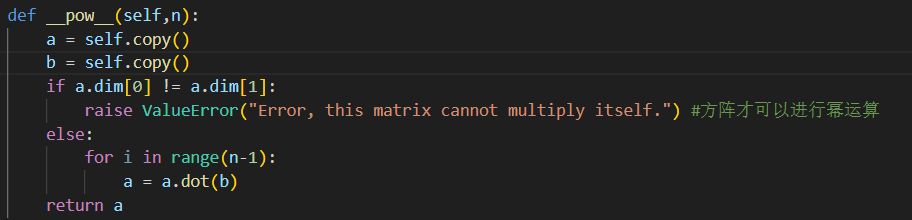 def __pow__(self,n):
    a = self.copy()
    b = self.copy()
    if a.dim[0] != a.dim[1]:
        raise ValueError("Error, this matrix cannot multiply itself.") #方阵才可以进行幂运算
    else:
        for i in range(n-1):
            a = a.dot(b)
    return a